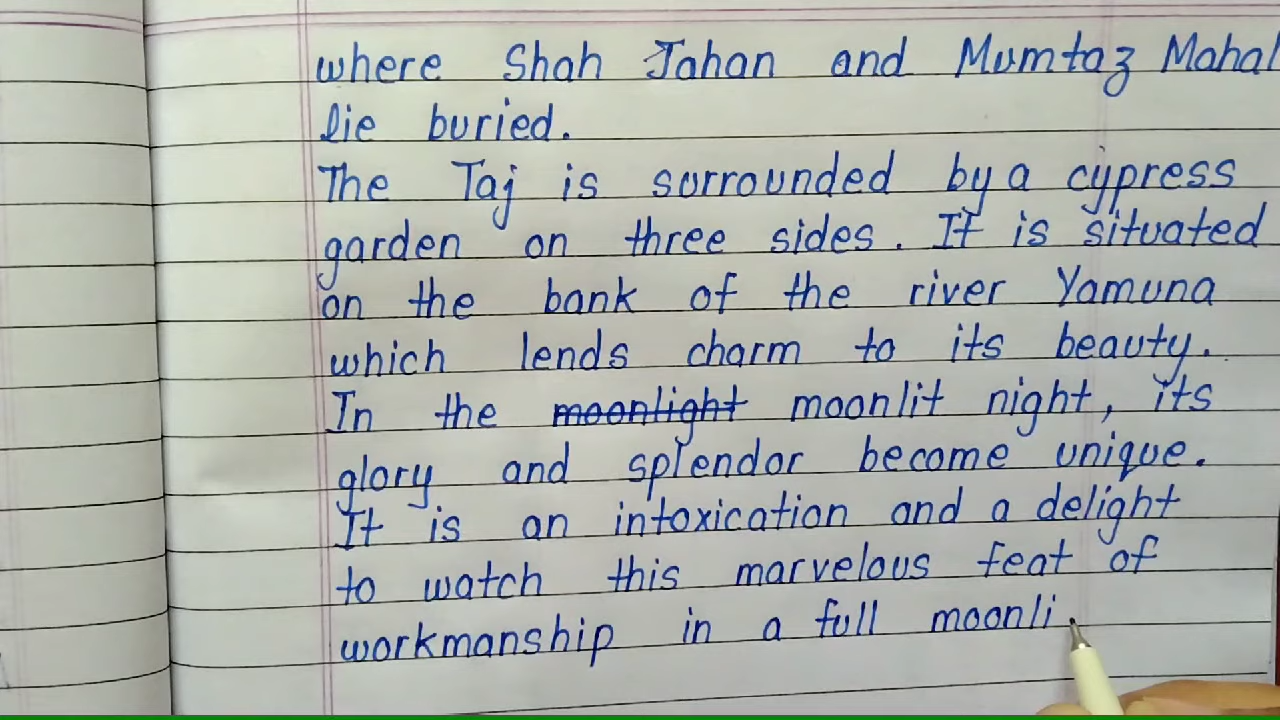 where Shah Jahan and Mumtaz Mahal
lie buried.
The Taj is surrounded by a cypress
garden on three sides. It is situated
on the bank of the river Yamuna
which lends charm to its beauty.
In the moonlight moonlit night, its
glory and splendor become unique.
It is an intoxication and a delight
to watch this marvelous feat of
workmanship in a full moonli